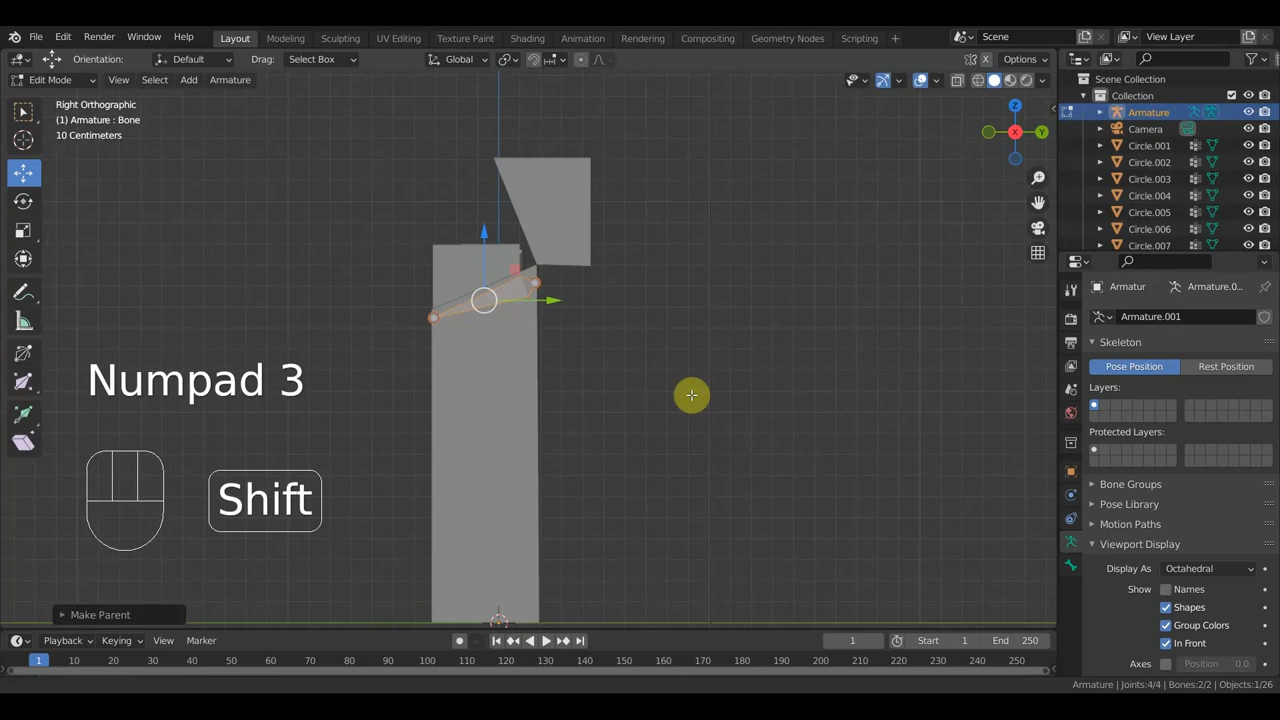 File Edit Render Window Help Layout Modeling Sculpting UV Editing Texture Paint Shading Animation Rendering Compositing Geometry Nodes Scripting + Scene View Layer
Orientation: Default Drag: Select Box Global Options
Edit Mode View Select Add Armature
Right Orthographic
(1) Armature : Bone
10 Centimeters
Z
Y
X
Scene Collection
Collection
Armature
Camera
Circle.001
Circle.002
Circle.003
Circle.004
Circle.005
Circle.006
Circle.007
Armatur Armature.0...
Armature.001
Skeleton
Pose Position Rest Position
Layers:
Protected Layers:
Bone Groups
Pose Library
Motion Paths
Viewport Display
Display As Octahedral
Show Names
Shapes
Group Colors
In Front
Axes Position 0.0
Numpad 3
Shift
Make Parent
Playback Keying View Marker 1 Start 1 End 250
1 10 20 30 40 50 60 70 80 90 100 110 120 130 140 150 160 170 180 190 200 210 220 230 240 250
Armature | Joints:4/4 | Bones:2/2 | Objects:1/26